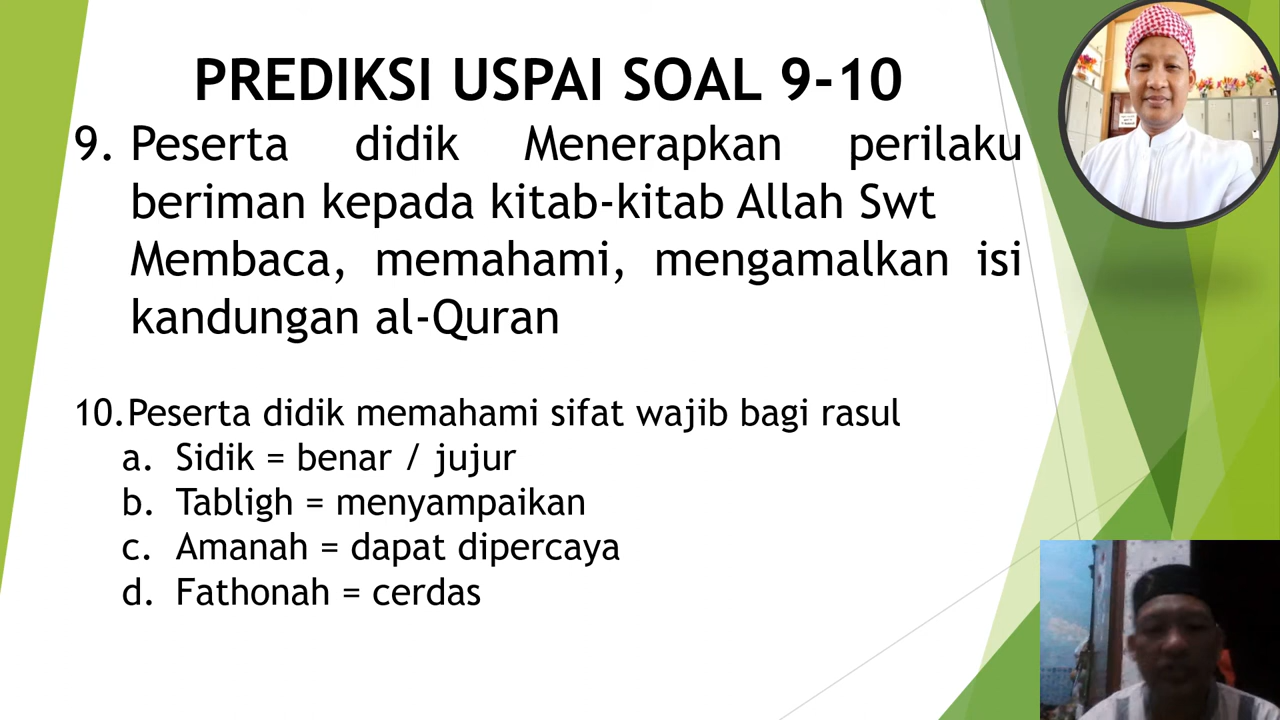 PREDIKSI USPAI SOAL 9-10
9. Peserta didik Menerapkan perilaku
beriman kepada kitab-kitab Allah Swt
Membaca, memahami, mengamalkan isi
kandungan al-Quran
10.Peserta didik memahami sifat wajib bagi rasul
a. Sidik = benar / jujur
b. Tabligh = menyampaikan
c. Amanah = dapat dipercaya
d. Fathonah = cerdas